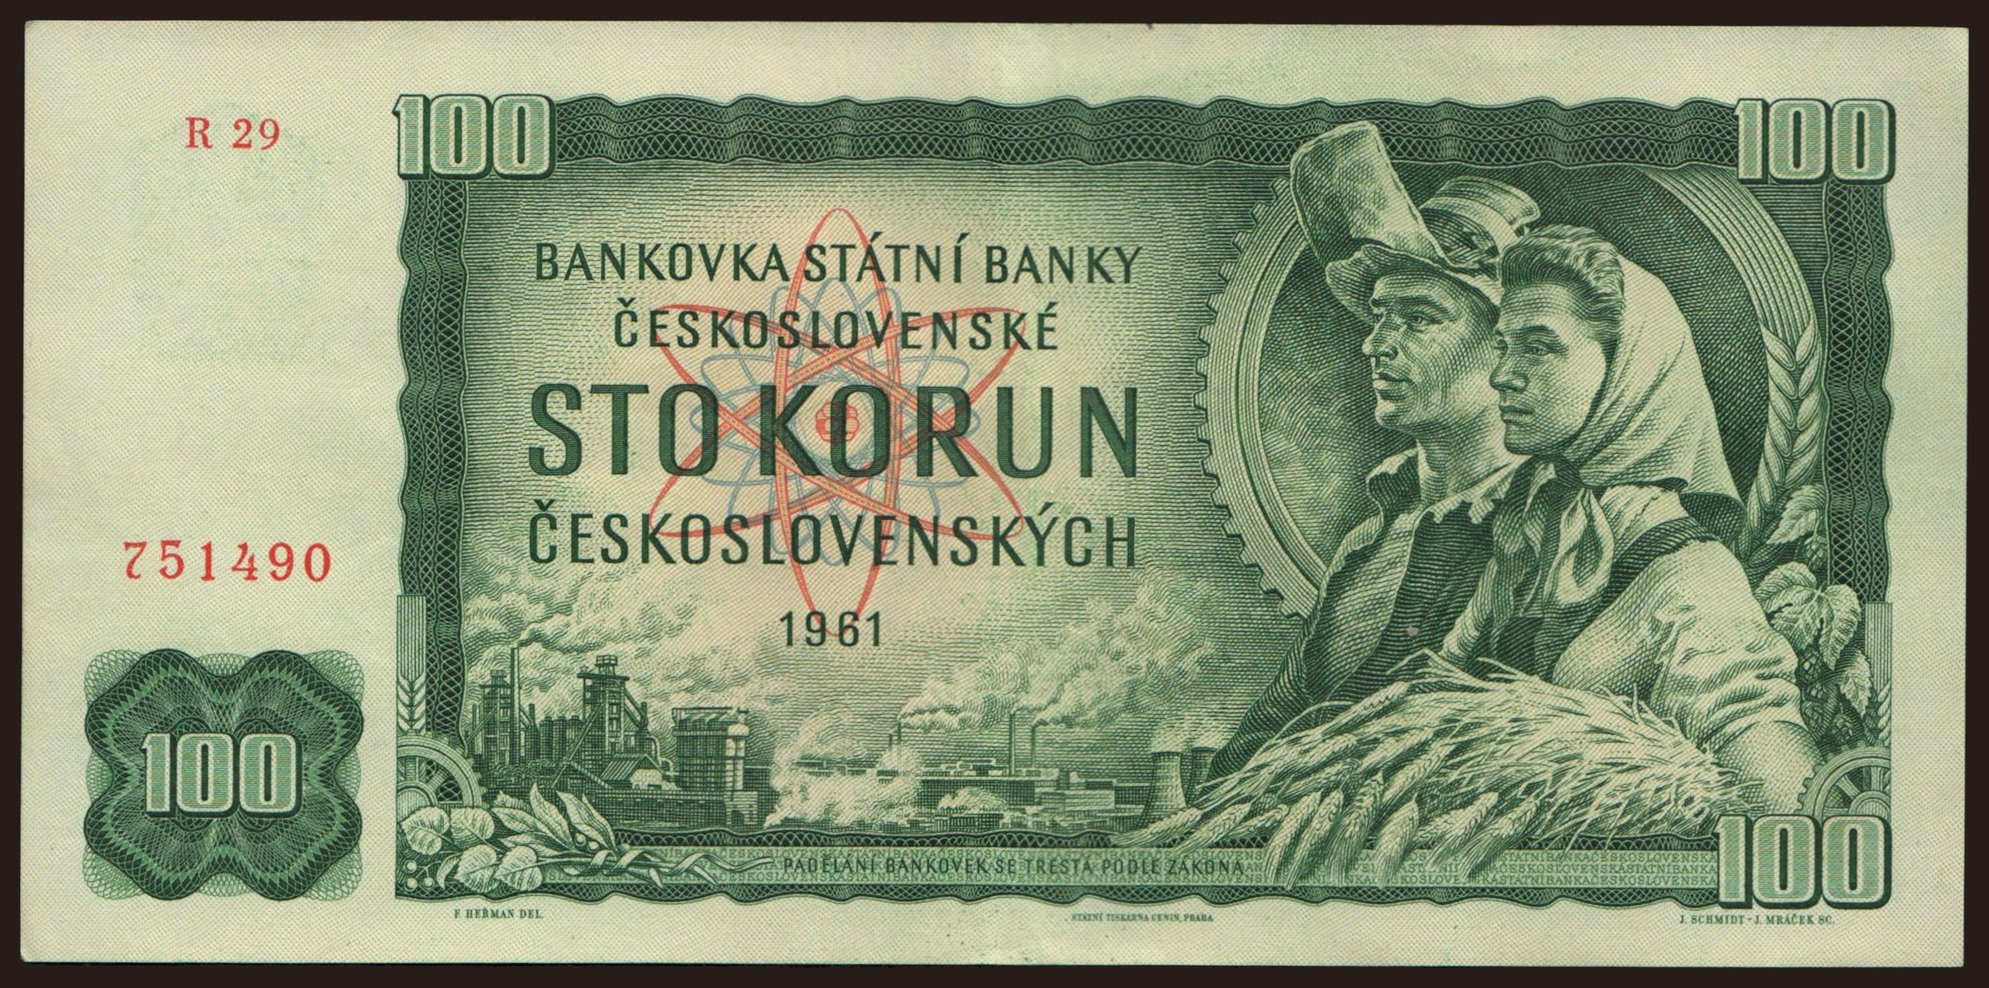 R 29
100
100
BANKOVKA STÁTNÍ BANKY
ČESKOSLOVENSKÉ
STO KORUN
ČESKOSLOVENSKÝCH
751490
1961
100
PADĚLÁNÍ BANKOVEK SE TRESTÁ PODLE ZÁKONA
100
F. HEŘMAN DEL.
STÁTNÍ TISKÁRNA CENIN, PRAHA
J. SCHMIDT - J. MRÁČEK SC.